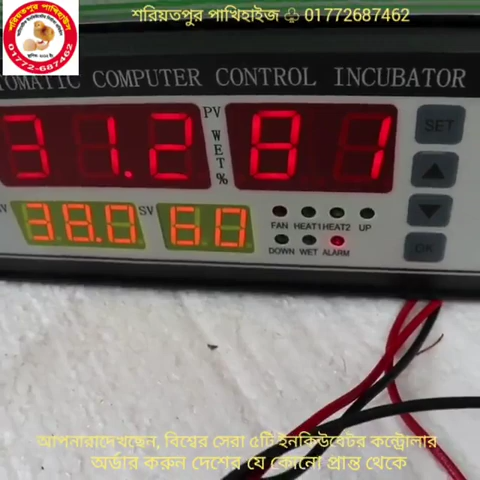 শরিয়তপুর পাখিহাইজ ♧ 01772687462
01772-687462
TOMATIC COMPUTER CONTROL INCUBATOR
31.2 PV WET% 81
SET
38.0 SV 60
FAN HEAT1 HEAT2 UP
DOWN WET ALARM
OK
আপনারাদেখছেন, বিশ্বের সেরা ৫টি ইনকিউবেটর কন্ট্রোলার
অর্ডার করুন দেশের যে কোনো প্রান্ত থেকে